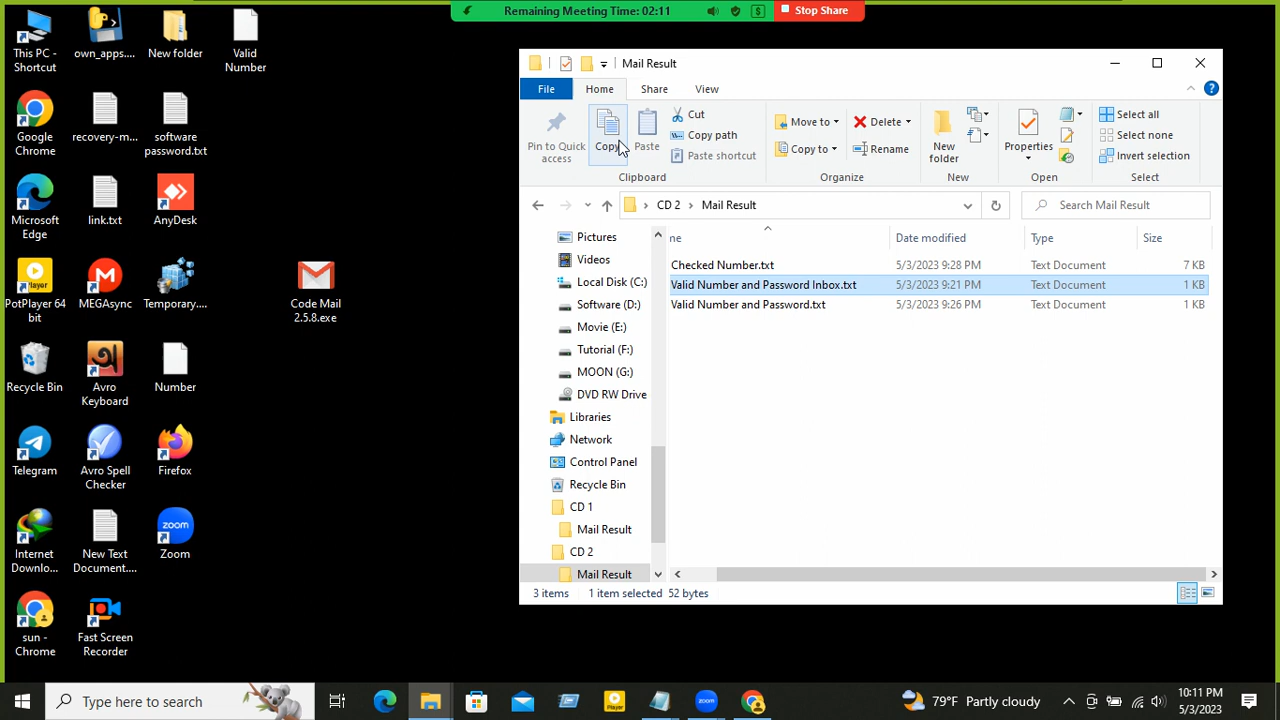 Remaining Meeting Time: 02:11
Stop Share
This PC -
Shortcut
own_apps....
New folder
Valid
Number
Google
Chrome
recovery-m...
software
password.txt
Microsoft
Edge
link.txt
AnyDesk
PotPlayer 64
bit
MEGAsync
Temporary....
Code Mail
2.5.8.exe
Recycle Bin
Avro
Keyboard
Number
Telegram
Avro Spell
Checker
Firefox
Internet
Downlo...
New Text
Document....
Zoom
zoom
sun -
Chrome
Fast Screen
Recorder
Mail Result
File
Home
Share
View
Pin to Quick
access
Copy
Paste
Cut
Copy path
Paste shortcut
Clipboard
Move to
Copy to
Delete
Rename
Organize
New
folder
New
Properties
Open
Select all
Select none
Invert selection
Select
CD 2 › Mail Result
Search Mail Result
Pictures
Videos
Local Disk (C:)
Software (D:)
Movie (E:)
Tutorial (F:)
MOON (G:)
DVD RW Drive
Libraries
Network
Control Panel
Recycle Bin
CD 1
Mail Result
CD 2
Mail Result
ne Date modified Type Size
Checked Number.txt 5/3/2023 9:28 PM Text Document 7 KB
Valid Number and Password Inbox.txt 5/3/2023 9:21 PM Text Document 1 KB
Valid Number and Password.txt 5/3/2023 9:26 PM Text Document 1 KB
3 items 1 item selected 52 bytes
Type here to search
79°F Partly cloudy
10:11 PM
5/3/2023